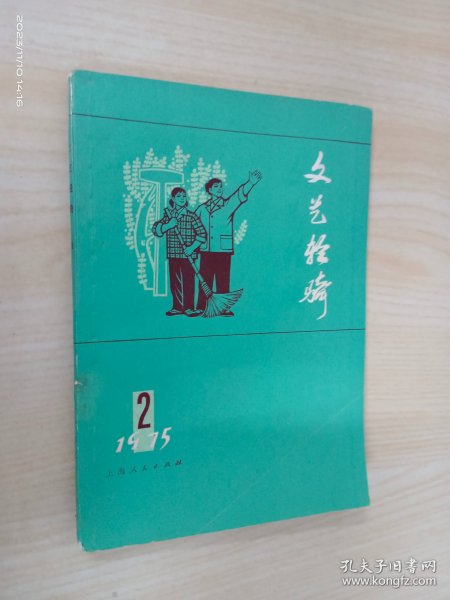 2023/11/10 14:16
文艺轻骑
2
1975
上海人民出版社
孔夫子旧书网
www.kongfz.com